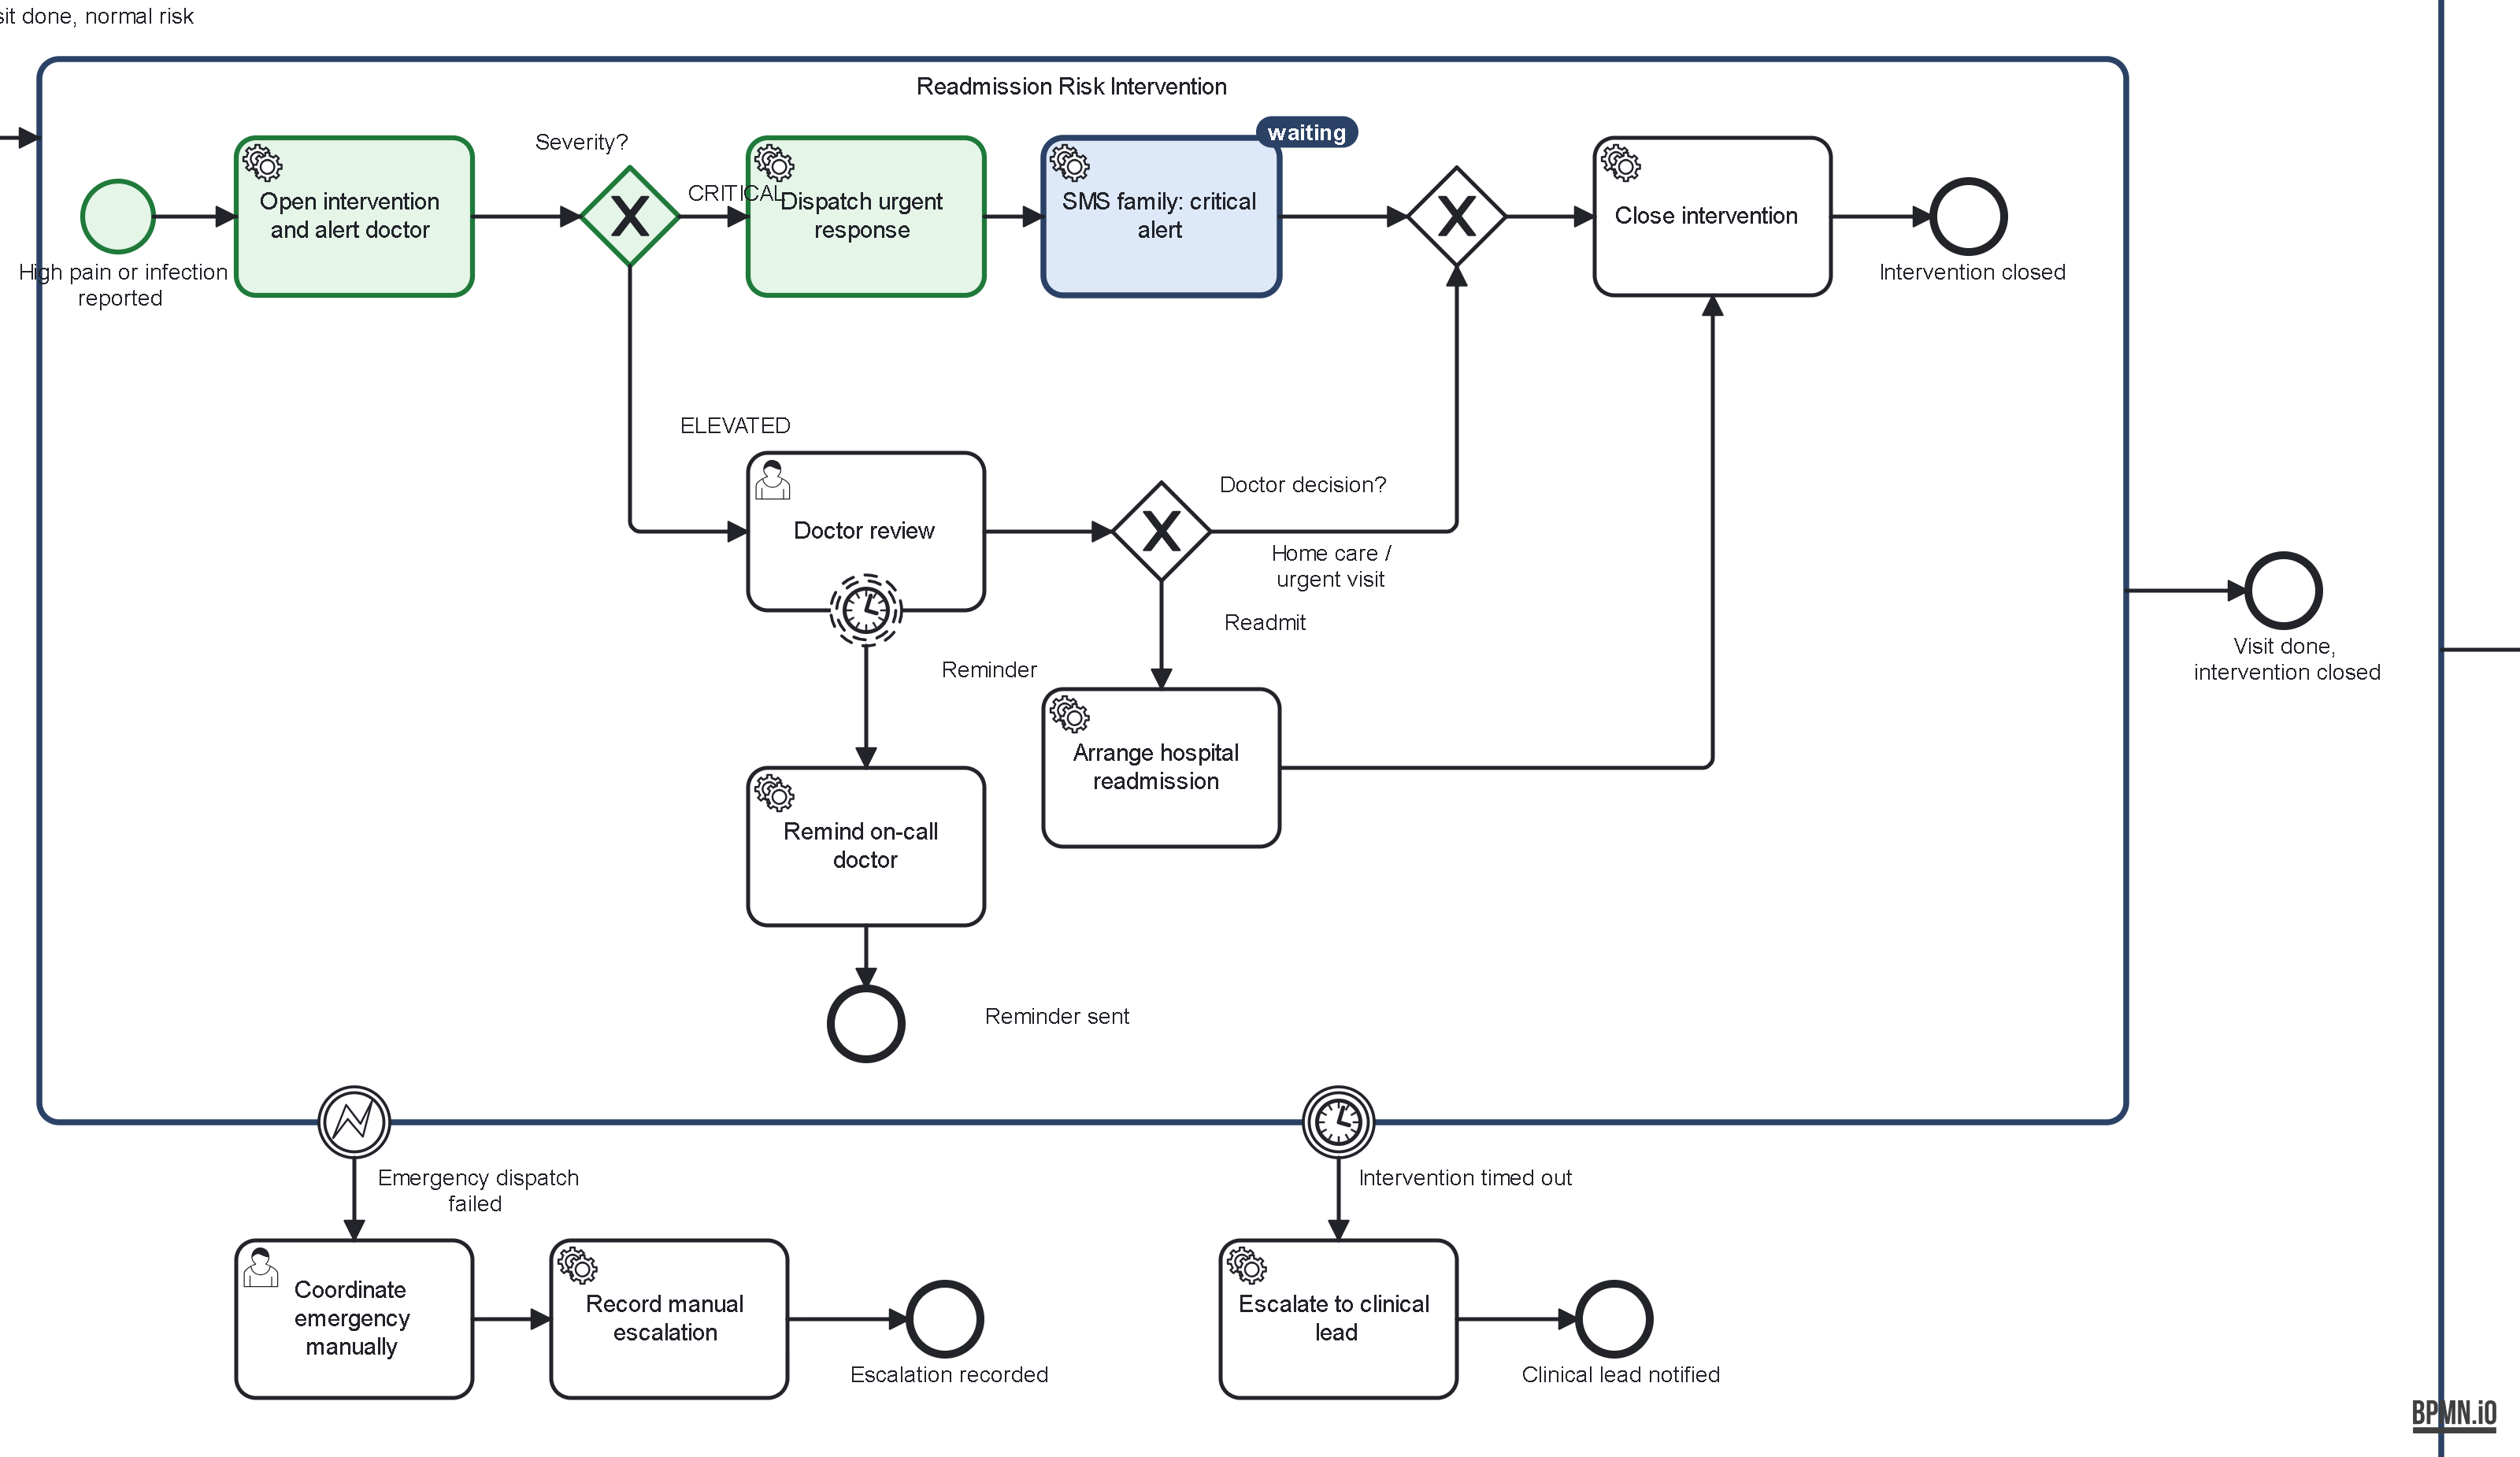 sit done, normal risk
Readmission Risk Intervention
waiting
Severity?
CRITICAL
Open intervention
and alert doctor
Dispatch urgent
response
SMS family: critical
alert
Close intervention
High pain or infection
reported
Intervention closed
ELEVATED
Doctor review
Doctor decision?
Home care /
urgent visit
Readmit
Reminder
Visit done,
intervention closed
Arrange hospital
readmission
Remind on-call
doctor
Reminder sent
Emergency dispatch
failed
Intervention timed out
Coordinate
emergency
manually
Record manual
escalation
Escalate to clinical
lead
Escalation recorded
Clinical lead notified
BPMN.iO